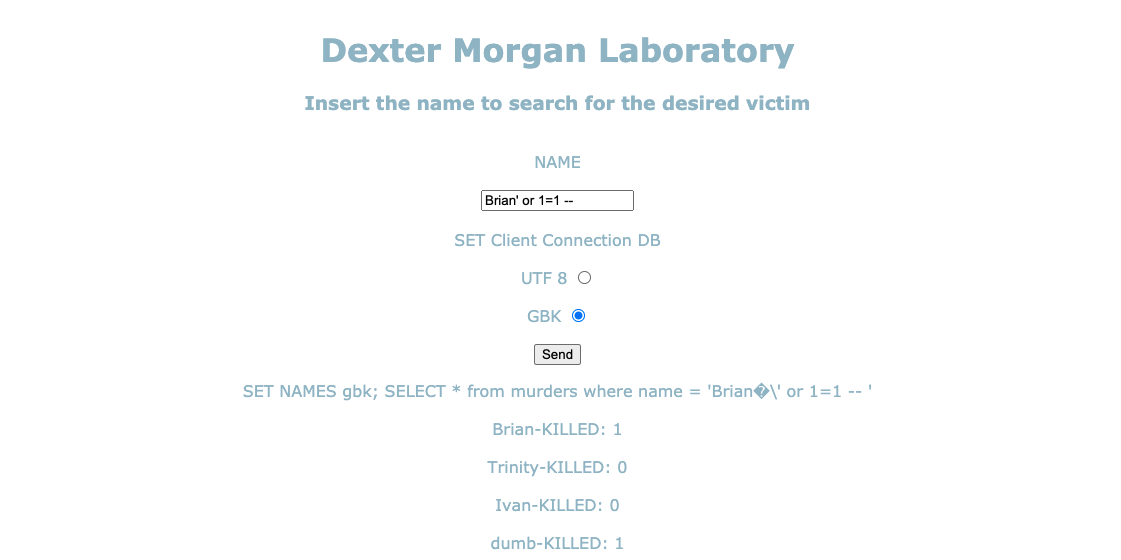 Dexter Morgan Laboratory
Insert the name to search for the desired victim
NAME
Brian' or 1=1 --
SET Client Connection DB
UTF 8
GBK
Send
SET NAMES gbk; SELECT * from murders where name = 'Brian�\' or 1=1 -- '
Brian-KILLED: 1
Trinity-KILLED: 0
Ivan-KILLED: 0
dumb-KILLED: 1